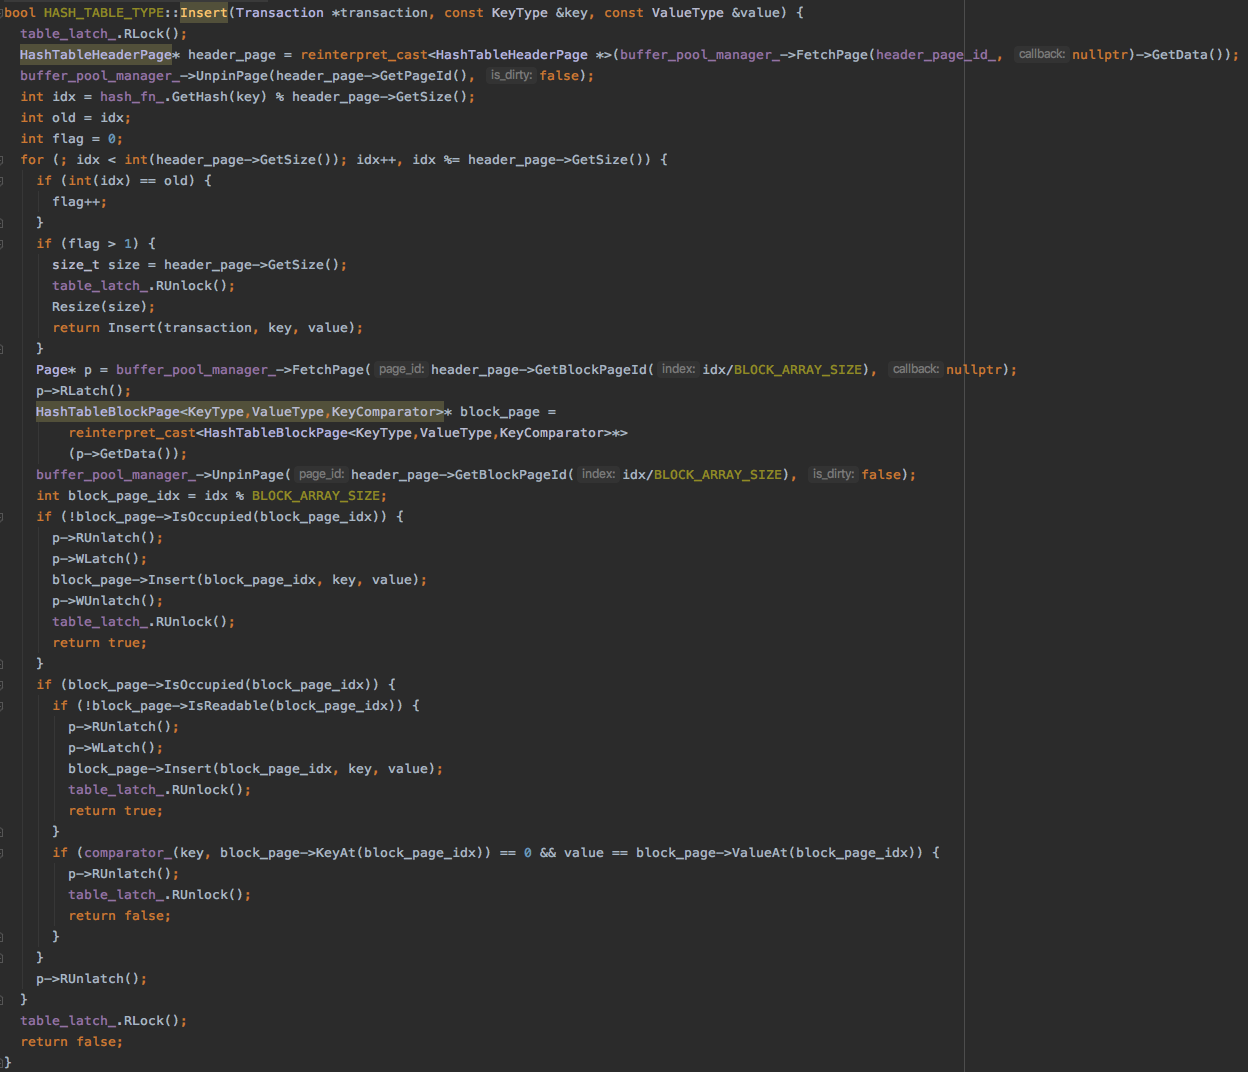 bool HASH_TABLE_TYPE::Insert(Transaction *transaction, const KeyType &key, const ValueType &value) {
  table_latch_.RLock();
  HashTableHeaderPage* header_page = reinterpret_cast<HashTableHeaderPage *>(buffer_pool_manager_->FetchPage(header_page_id_, callback: nullptr)->GetData());
  buffer_pool_manager_->UnpinPage(header_page->GetPageId(), is_dirty: false);
  int idx = hash_fn_.GetHash(key) % header_page->GetSize();
  int old = idx;
  int flag = 0;
  for (; idx < int(header_page->GetSize()); idx++, idx %= header_page->GetSize()) {
    if (int(idx) == old) {
      flag++;
    }
    if (flag > 1) {
      size_t size = header_page->GetSize();
      table_latch_.RUnlock();
      Resize(size);
      return Insert(transaction, key, value);
    }
    Page* p = buffer_pool_manager_->FetchPage( page_id: header_page->GetBlockPageId( index: idx/BLOCK_ARRAY_SIZE), callback: nullptr);
    p->RLatch();
    HashTableBlockPage<KeyType,ValueType,KeyComparator>* block_page =
        reinterpret_cast<HashTableBlockPage<KeyType,ValueType,KeyComparator>*>
        (p->GetData());
    buffer_pool_manager_->UnpinPage( page_id: header_page->GetBlockPageId( index: idx/BLOCK_ARRAY_SIZE), is_dirty: false);
    int block_page_idx = idx % BLOCK_ARRAY_SIZE;
    if (!block_page->IsOccupied(block_page_idx)) {
      p->RUnlatch();
      p->WLatch();
      block_page->Insert(block_page_idx, key, value);
      p->WUnlatch();
      table_latch_.RUnlock();
      return true;
    }
    if (block_page->IsOccupied(block_page_idx)) {
      if (!block_page->IsReadable(block_page_idx)) {
        p->RUnlatch();
        p->WLatch();
        block_page->Insert(block_page_idx, key, value);
        table_latch_.RUnlock();
        return true;
      }
      if (comparator_(key, block_page->KeyAt(block_page_idx)) == 0 && value == block_page->ValueAt(block_page_idx)) {
        p->RUnlatch();
        table_latch_.RUnlock();
        return false;
      }
    }
    p->RUnlatch();
  }
  table_latch_.RLock();
  return false;
}